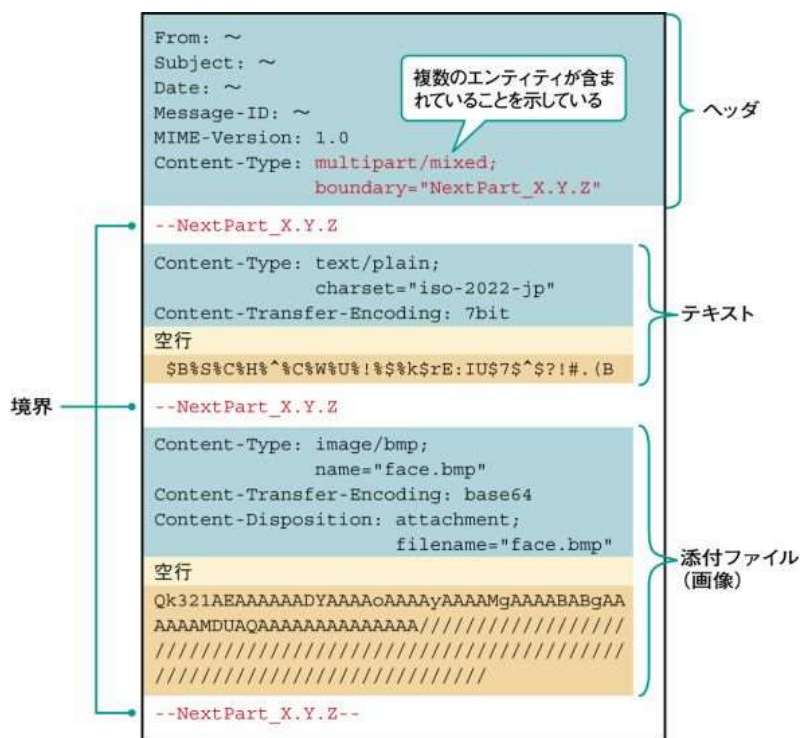 From: ~
Subject: ~
Date: ~
Message-ID: ~
MIME-Version: 1.0
Content-Type: multipart/mixed;
boundary="NextPart_X.Y.Z"
複数のエンティティが含ま
れていることを示している
ヘッダ
--NextPart_X.Y.Z
Content-Type: text/plain;
charset="iso-2022-jp"
Content-Transfer-Encoding: 7bit
空行
$B%S%C%H%^%C%W%U%!%$%k$rE:IU$7$^$?!#.(B
テキスト
境界
--NextPart_X.Y.Z
Content-Type: image/bmp;
name="face.bmp"
Content-Transfer-Encoding: base64
Content-Disposition: attachment;
filename="face.bmp"
空行
Qk321AEAAAAAADYAAAAoAAAAyAAAAMgAAAABABgAA
AAAAMDUAQAAAAAAAAAAAAAA//////////////////
/////////////////////////////////////////
/////////////////////////////
添付ファイル
(画像)
--NextPart_X.Y.Z--